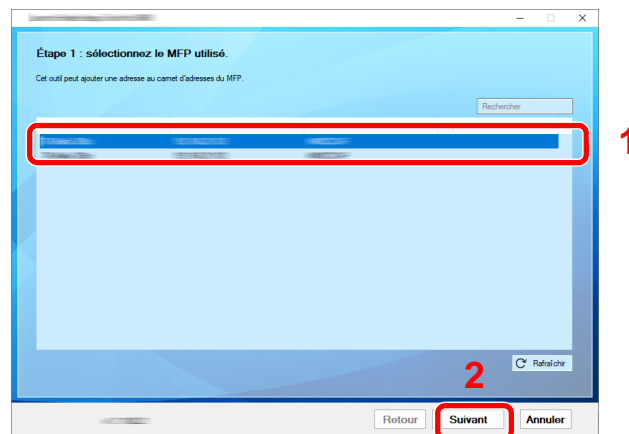 Étape 1 : sélectionnez le MFP utilisé.
Cet outil peut ajouter une adresse au carnet d'adresses du MFP.
Rechercher
1
Rafraîchir
2
Retour
Suivant
Annuler